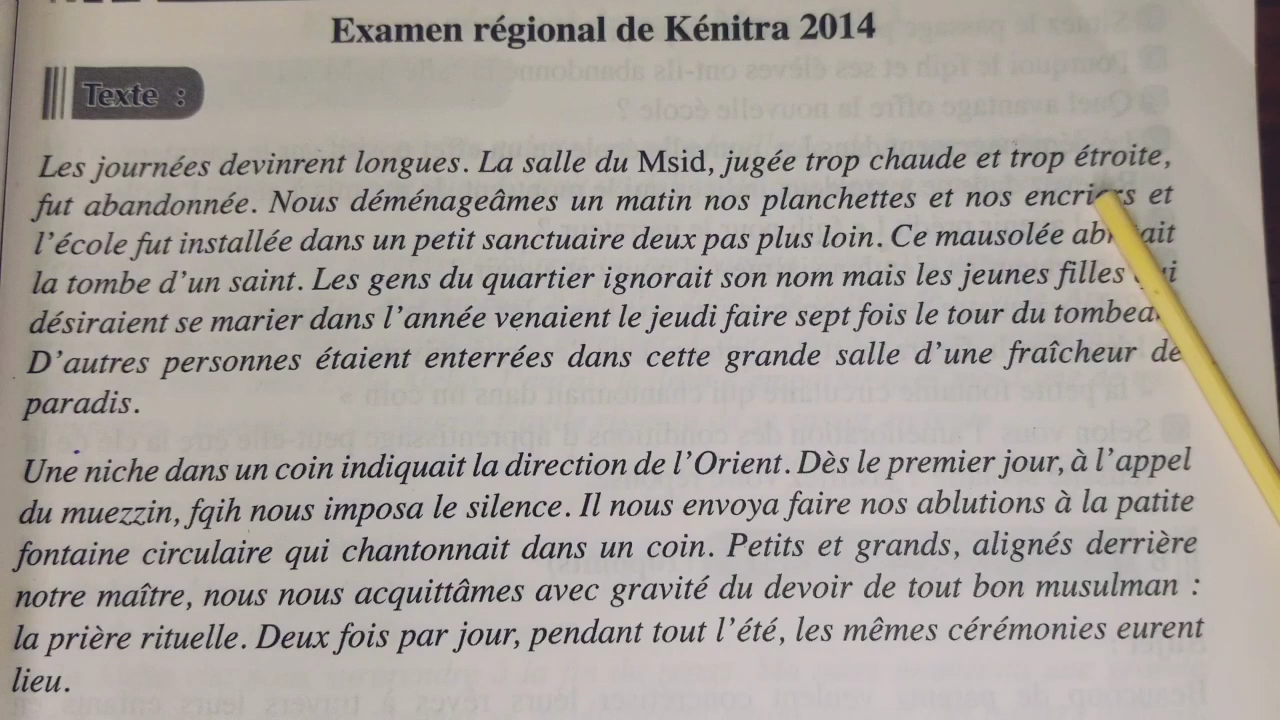 Examen régional de Kénitra 2014
Texte :
Les journées devinrent longues. La salle du Msid, jugée trop chaude et trop étroite,
fut abandonnée. Nous déménageâmes un matin nos planchettes et nos encriers et
l'école fut installée dans un petit sanctuaire deux pas plus loin. Ce mausolée
la tombe d'un saint. Les gens du quartier ignorait son nom mais les jeunes filles
désiraient se marier dans l'année venaient le jeudi faire sept fois le tour du
D'autres personnes étaient enterrées dans cette grande salle d'une fraîcheur de
paradis.
Une niche dans un coin indiquait la direction de l'Orient. Dès le premier jour, à l'appel
du muezzin, fqih nous imposa le silence. Il nous envoya faire nos ablutions à la patite
fontaine circulaire qui chantonnait dans un coin. Petits et grands, alignés derrière
notre maître, nous nous acquittâmes avec gravité du devoir de tout bon musulman :
la prière rituelle. Deux fois par jour, pendant tout l'été, les mêmes cérémonies eurent
lieu.